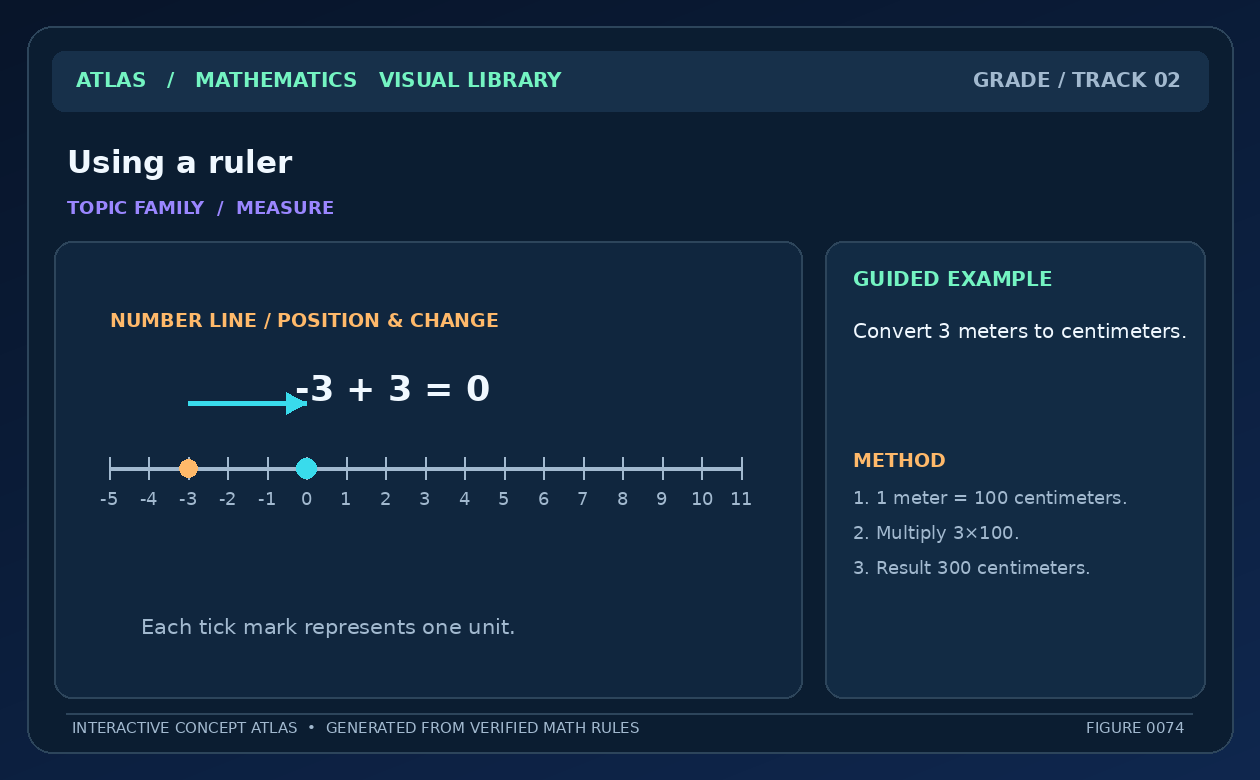 ATLAS / MATHEMATICS VISUAL LIBRARY
GRADE / TRACK 02
Using a ruler
TOPIC FAMILY / MEASURE
NUMBER LINE / POSITION & CHANGE
-3 + 3 = 0
-5 -4 -3 -2 -1 0 1 2 3 4 5 6 7 8 9 10 11
Each tick mark represents one unit.
GUIDED EXAMPLE
Convert 3 meters to centimeters.
METHOD
1. 1 meter = 100 centimeters.
2. Multiply 3×100.
3. Result 300 centimeters.
INTERACTIVE CONCEPT ATLAS • GENERATED FROM VERIFIED MATH RULES
FIGURE 0074